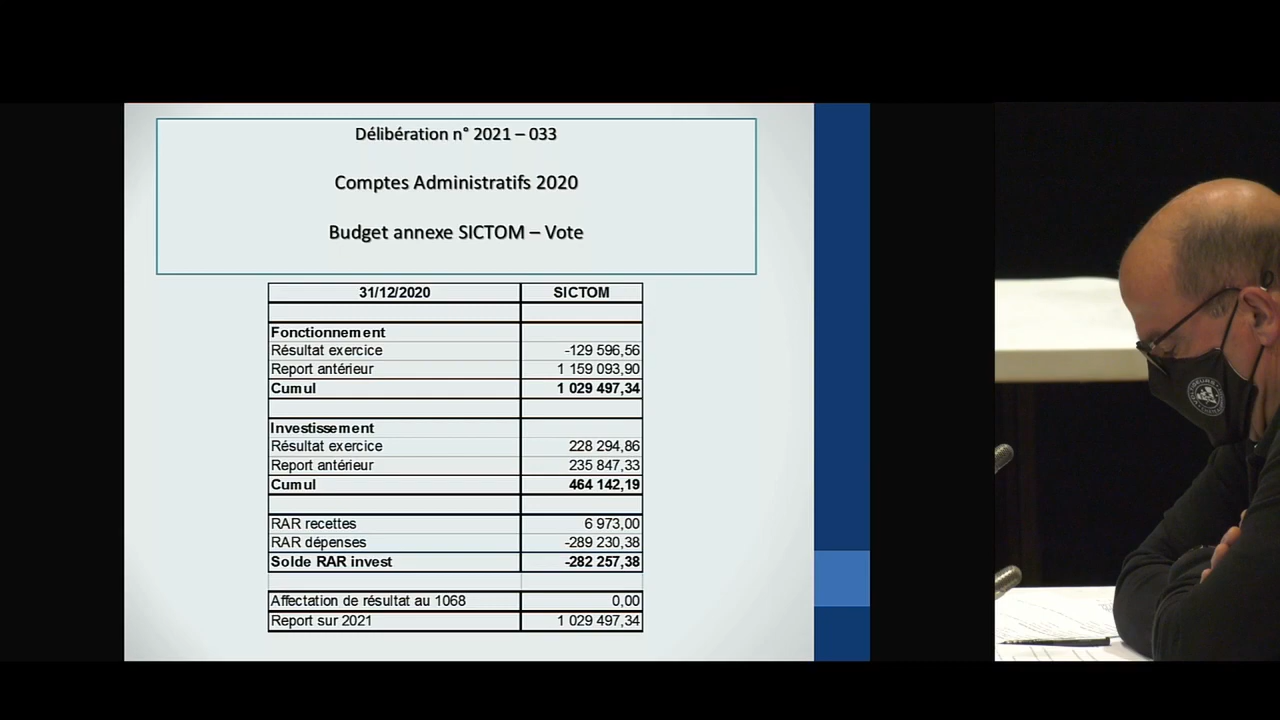 Délibération n° 2021 – 033
Comptes Administratifs 2020
Budget annexe SICTOM – Vote
31/12/2020 SICTOM
Fonctionnement
Résultat exercice -129 596,56
Report antérieur 1 159 093,90
Cumul 1 029 497,34
Investissement
Résultat exercice 228 294,86
Report antérieur 235 847,33
Cumul 464 142,19
RAR recettes 6 973,00
RAR dépenses -289 230,38
Solde RAR invest -282 257,38
Affectation de résultat au 1068 0,00
Report sur 2021 1 029 497,34